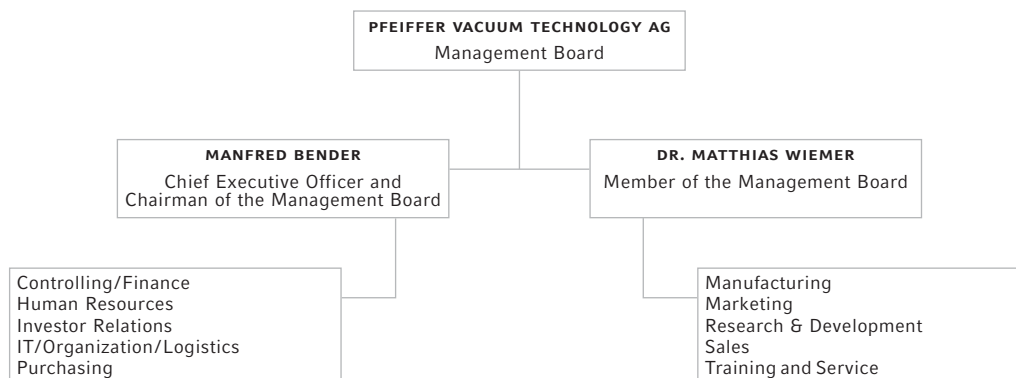 PFEIFFER VACUUM TECHNOLOGY AG
Management Board
MANFRED BENDER
Chief Executive Officer and
Chairman of the Management Board
DR. MATTHIAS WIEMER
Member of the Management Board
Controlling/Finance
Human Resources
Investor Relations
IT/Organization/Logistics
Purchasing
Manufacturing
Marketing
Research & Development
Sales
Training and Service